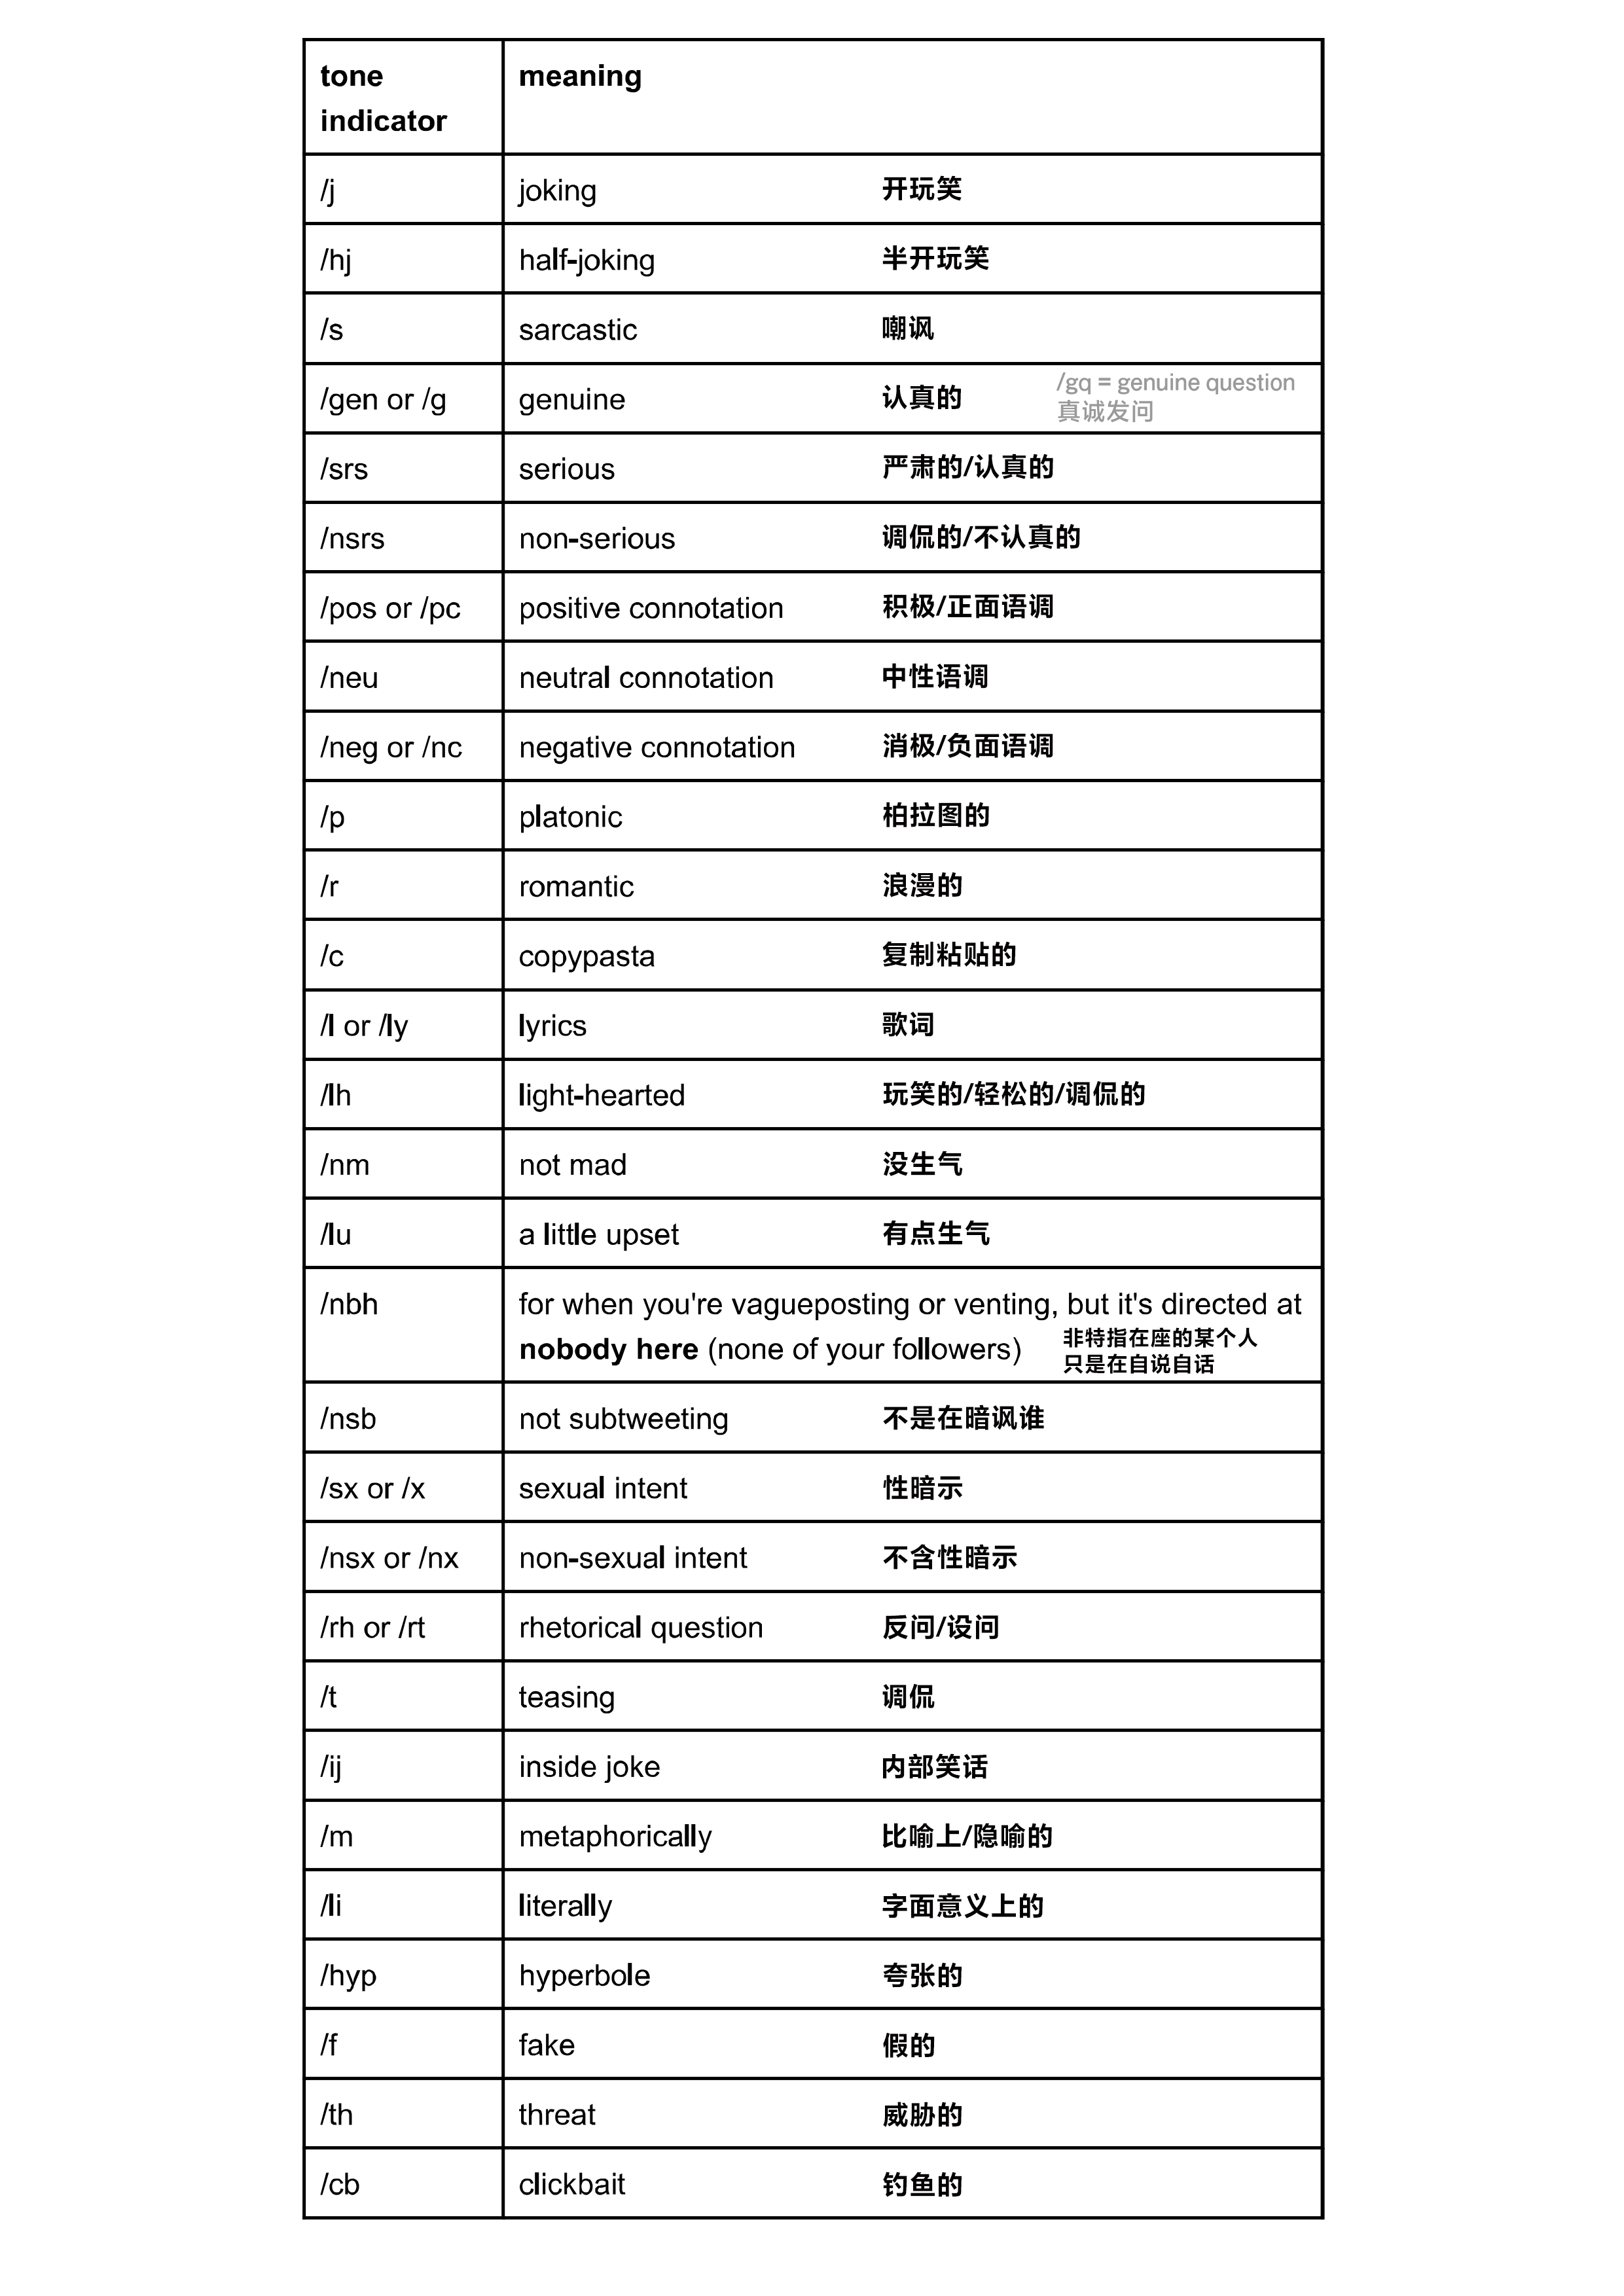 tone meaning
indicator
/j joking 开玩笑
/hj half-joking 半开玩笑
/s sarcastic 嘲讽
/gen or /g genuine 认真的 /gq = genuine question
真诚发问
/srs serious 严肃的/认真的
/nsrs non-serious 调侃的/不认真的
/pos or /pc positive connotation 积极/正面语调
/neu neutral connotation 中性语调
/neg or /nc negative connotation 消极/负面语调
/p platonic 柏拉图的
/r romantic 浪漫的
/c copypasta 复制粘贴的
/l or /ly lyrics 歌词
/lh light-hearted 玩笑的/轻松的/调侃的
/nm not mad 没生气
/lu a little upset 有点生气
/nbh for when you're vagueposting or venting, but it's directed at
nobody here (none of your followers) 非特指在座的某个人
只是在自说自话
/nsb not subtweeting 不是在暗讽谁
/sx or /x sexual intent 性暗示
/nsx or /nx non-sexual intent 不含性暗示
/rh or /rt rhetorical question 反问/设问
/t teasing 调侃
/ij inside joke 内部笑话
/m metaphorically 比喻上/隐喻的
/li literally 字面意义上的
/hyp hyperbole 夸张的
/f fake 假的
/th threat 威胁的
/cb clickbait 钓鱼的